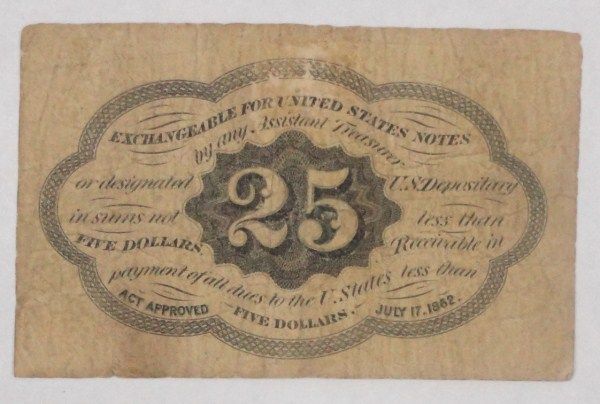 EXCHANGEABLE FOR UNITED STATES NOTES
by any Assistant Treasurer
or designated U.S. Depositary
in sums not less than
FIVE DOLLARS. Receivable in
payment of all dues to the U. States less than
FIVE DOLLARS.
ACT APPROVED JULY 17. 1862.
25